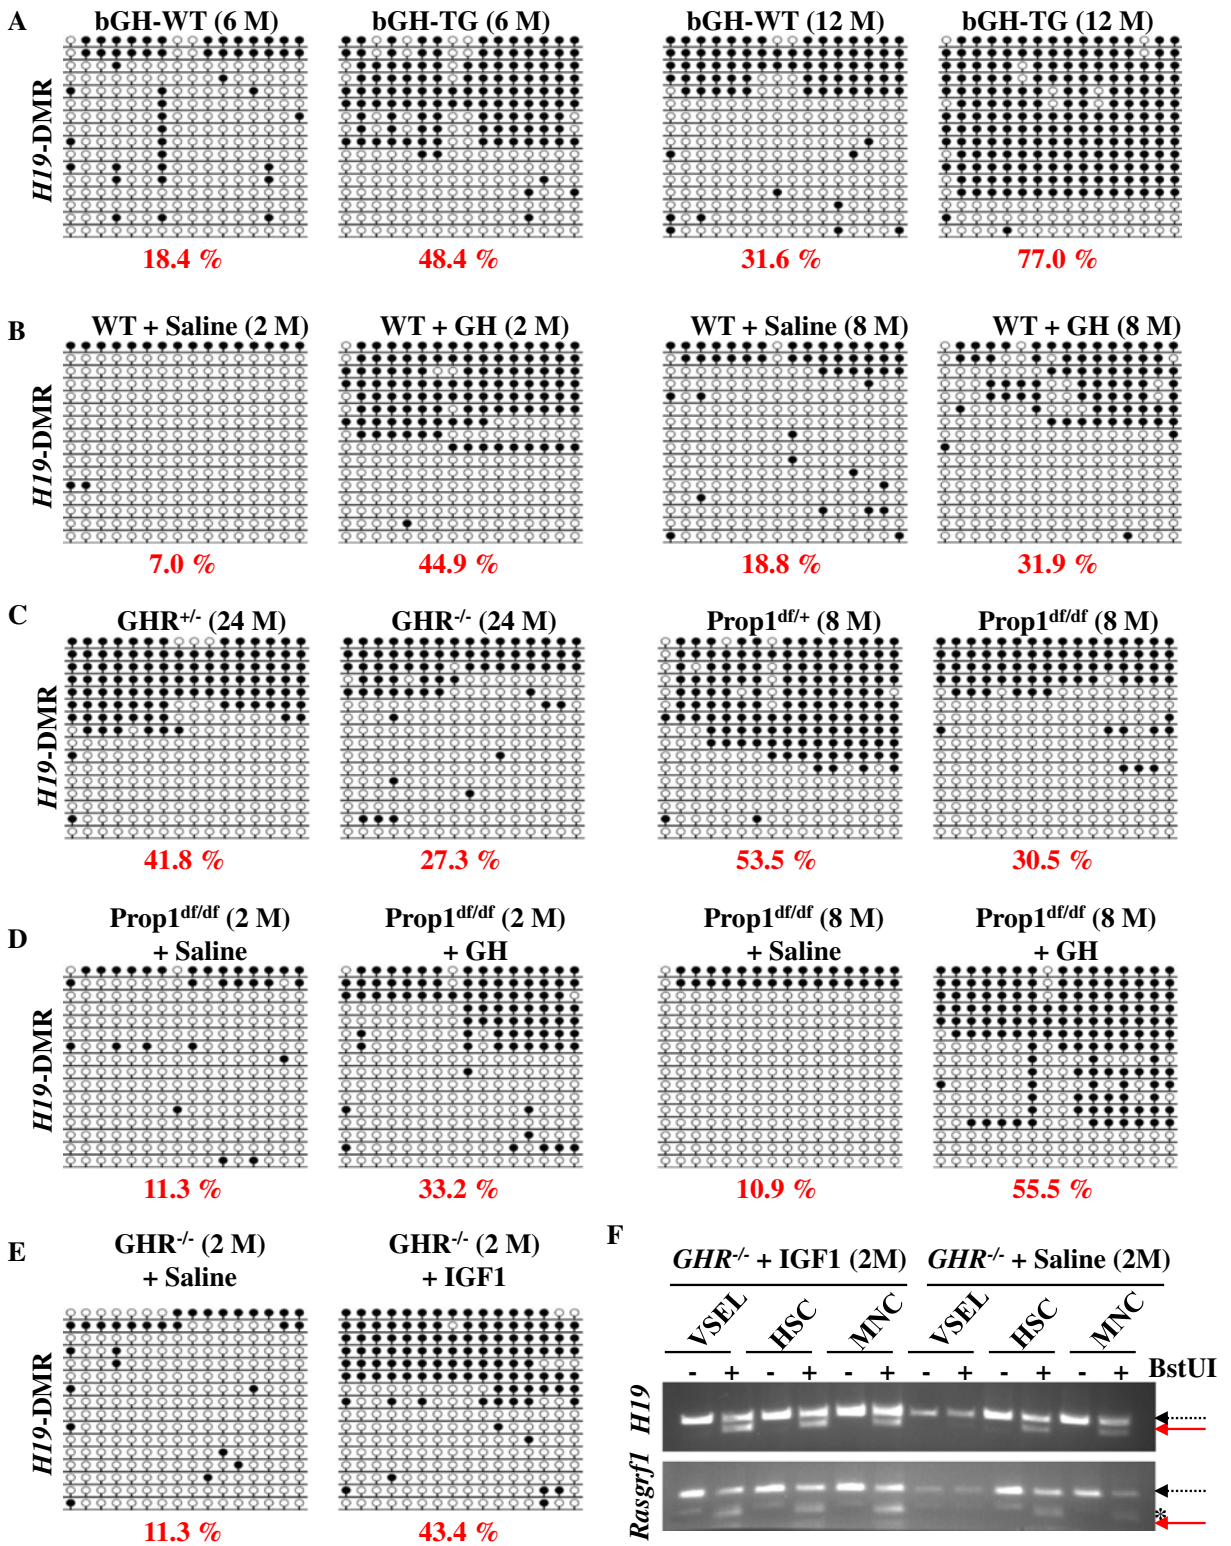 A
bGH-WT (6 M) bGH-TG (6 M) bGH-WT (12 M) bGH-TG (12 M)
H19-DMR
18.4 % 48.4 % 31.6 % 77.0 %
B
WT + Saline (2 M) WT + GH (2 M) WT + Saline (8 M) WT + GH (8 M)
H19-DMR
7.0 % 44.9 % 18.8 % 31.9 %
C
GHR+/- (24 M) GHR-/- (24 M) Prop1df/+ (8 M) Prop1df/df (8 M)
H19-DMR
41.8 % 27.3 % 53.5 % 30.5 %
D
Prop1df/df (2 M) Prop1df/df (2 M) Prop1df/df (8 M) Prop1df/df (8 M)
+ Saline + GH + Saline + GH
H19-DMR
11.3 % 33.2 % 10.9 % 55.5 %
E
GHR-/- (2 M) GHR-/- (2 M)
+ Saline + IGF1
H19-DMR
11.3 % 43.4 %
F
GHR-/- + IGF1 (2M) GHR-/- + Saline (2M)
VSEL HSC MNC VSEL HSC MNC
- + - + - + - + - + - + BstUI
H19
Rasgrf1
*